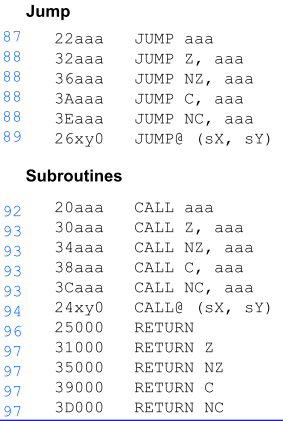 Jump
87 22aaa JUMP aaa
88 32aaa JUMP Z, aaa
88 36aaa JUMP NZ, aaa
88 3Aaaa JUMP C, aaa
88 3Eaaa JUMP NC, aaa
89 26xy0 JUMP@ (sX, sY)
Subroutines
92 20aaa CALL aaa
93 30aaa CALL Z, aaa
93 34aaa CALL NZ, aaa
93 38aaa CALL C, aaa
93 3Caaa CALL NC, aaa
94 24xy0 CALL@ (sX, sY)
96 25000 RETURN
97 31000 RETURN Z
97 35000 RETURN NZ
97 39000 RETURN C
97 3D000 RETURN NC